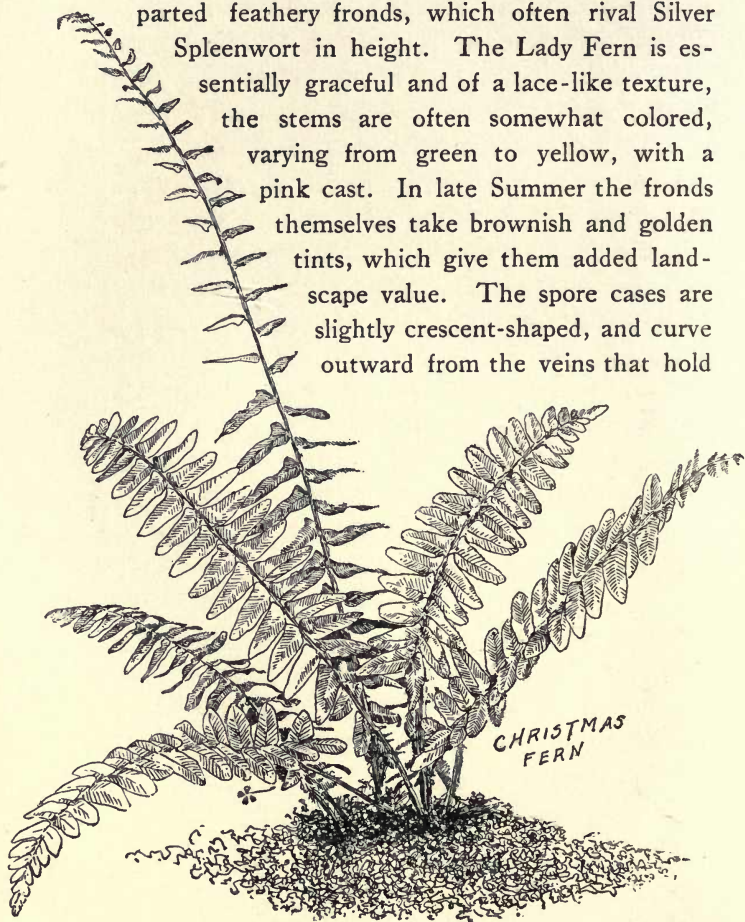 parted feathery fronds, which often rival Silver
Spleenwort in height. The Lady Fern is es-
sentially graceful and of a lace-like texture,
the stems are often somewhat colored,
varying from green to yellow, with a
pink cast. In late Summer the fronds
themselves take brownish and golden
tints, which give them added land-
scape value. The spore cases are
slightly crescent-shaped, and curve
outward from the veins that hold
CHRISTMAS
FERN